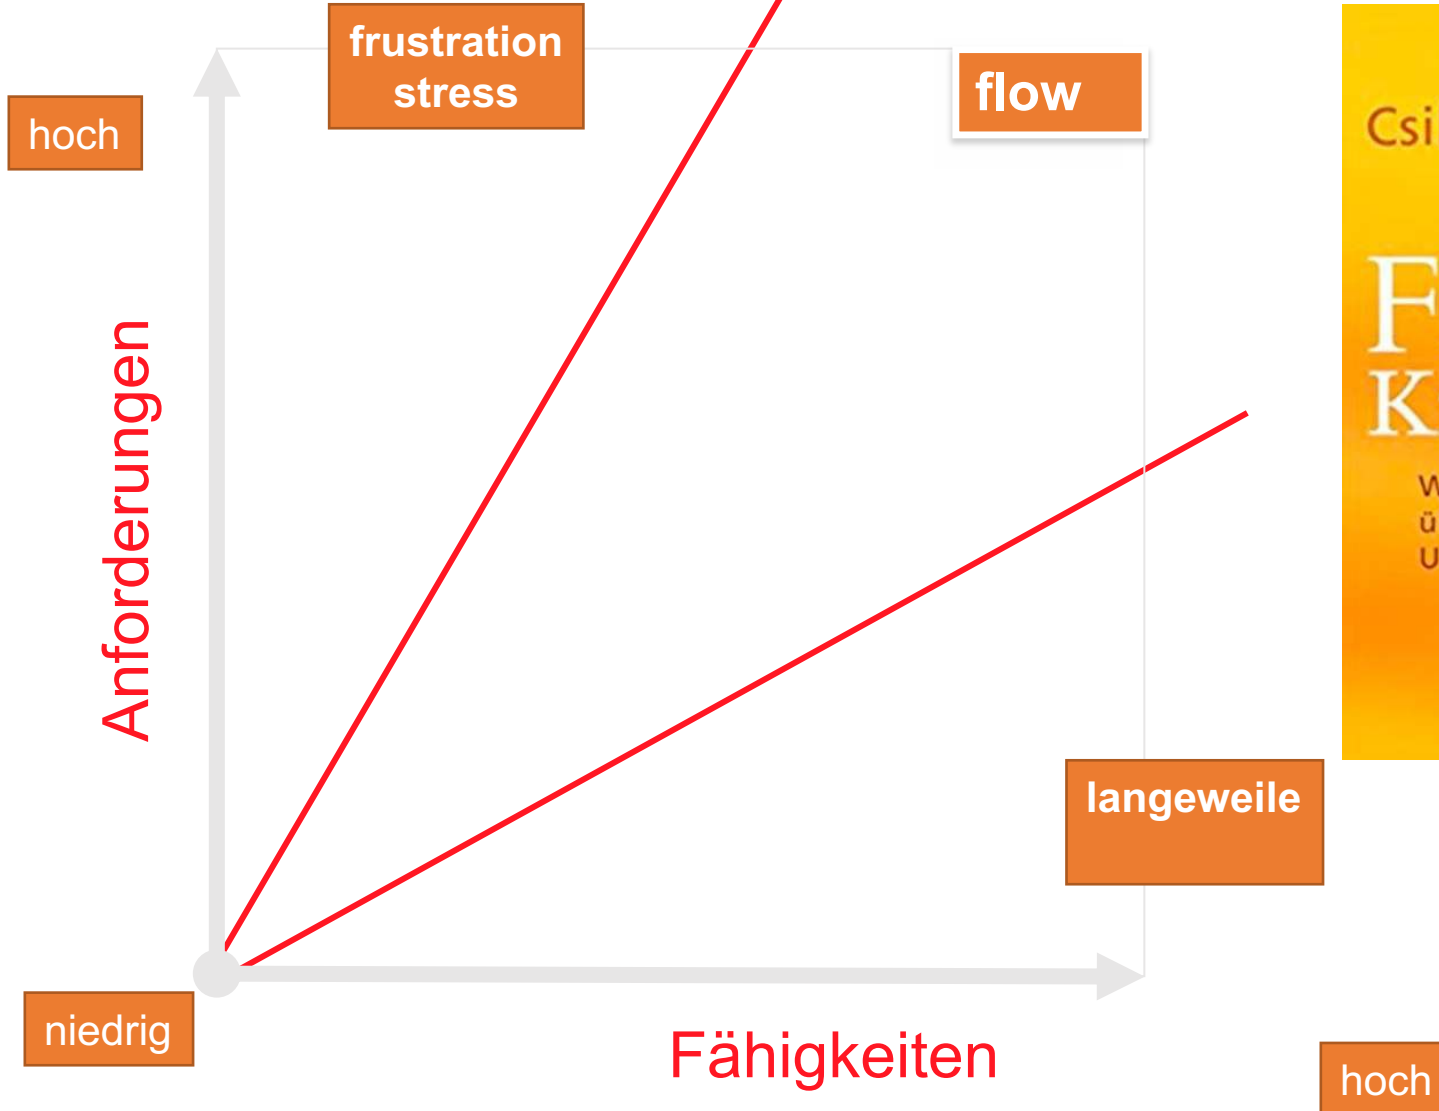 frustration
stress
flow
hoch
Anforderungen
langeweile
niedrig
Fähigkeiten
hoch
Csi
F
K